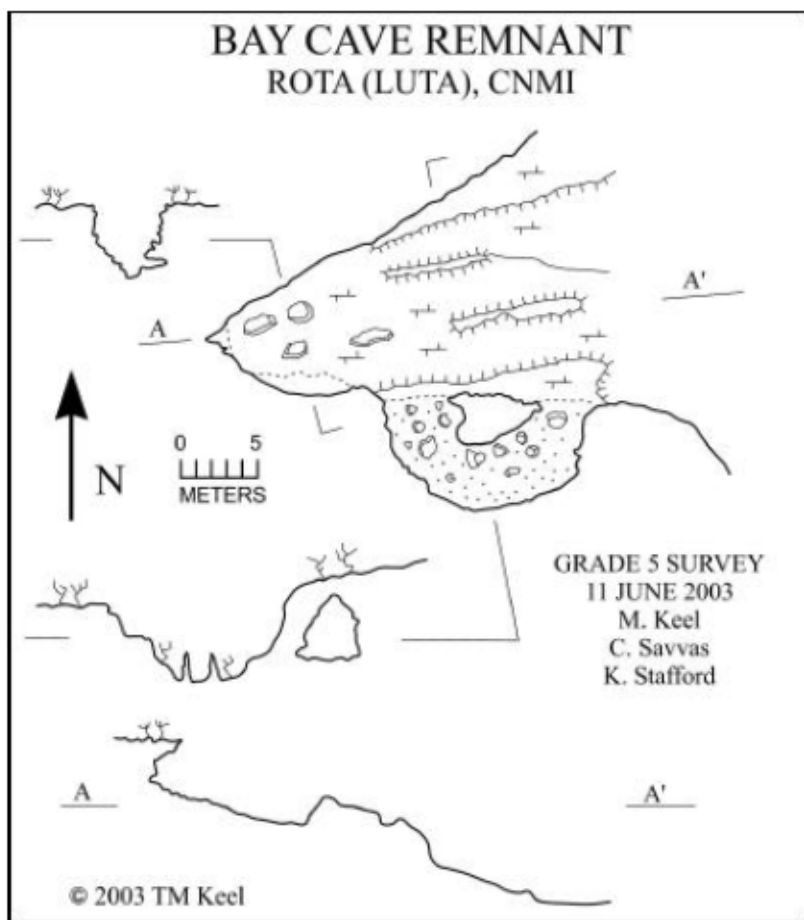 BAY CAVE REMNANT
ROTA (LUTA), CNMI
A
A'
N
0 5
METERS
GRADE 5 SURVEY
11 JUNE 2003
M. Keel
C. Savvas
K. Stafford
A
A'
© 2003 TM Keel